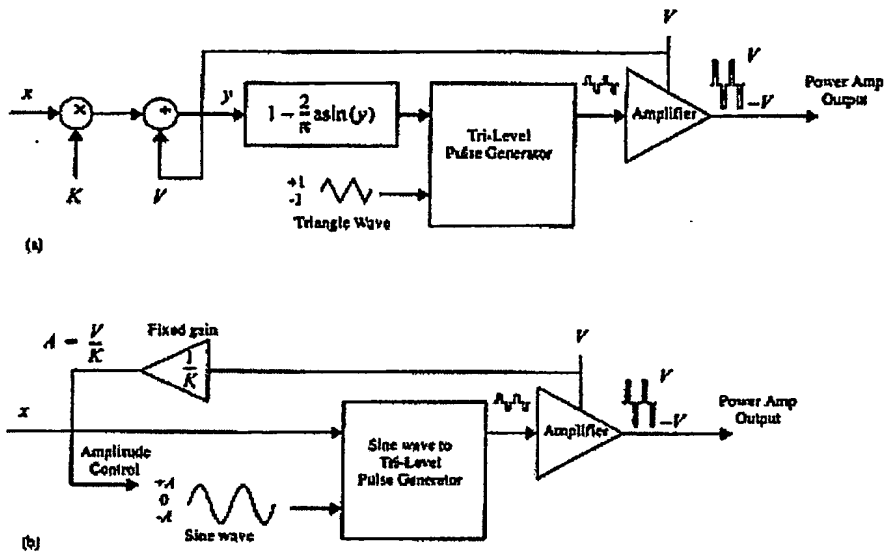 V
V
-V
Power Amp
Output
x
×
÷
y
1 - 2/π asin(y)
Tri-Level
Pulse Generator
Amplifier
K
V
+1
-1
Triangle Wave
(a)
A = V/K
Fixed gain
1/K
V
x
V
-V
Power Amp
Output
Amplifier
Amplitude
Control
Sine wave to
Tri-Level
Pulse Generator
+A
0
-A
Sine wave
(b)